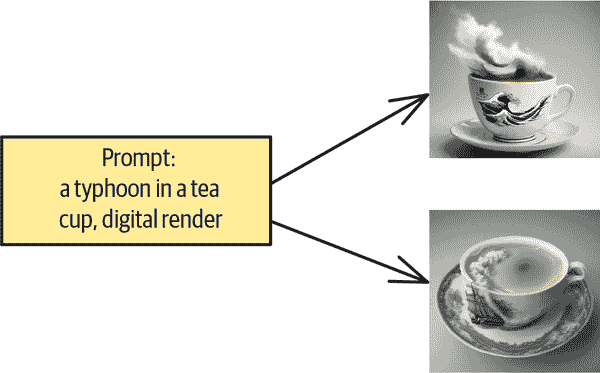 Prompt:
a typhoon in a tea
cup, digital render